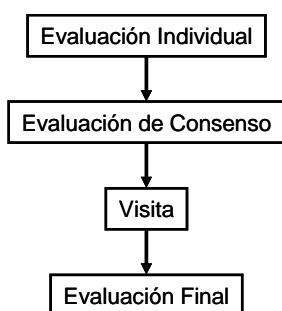 Evaluación Individual
Evaluación de Consenso
Visita
Evaluación Final